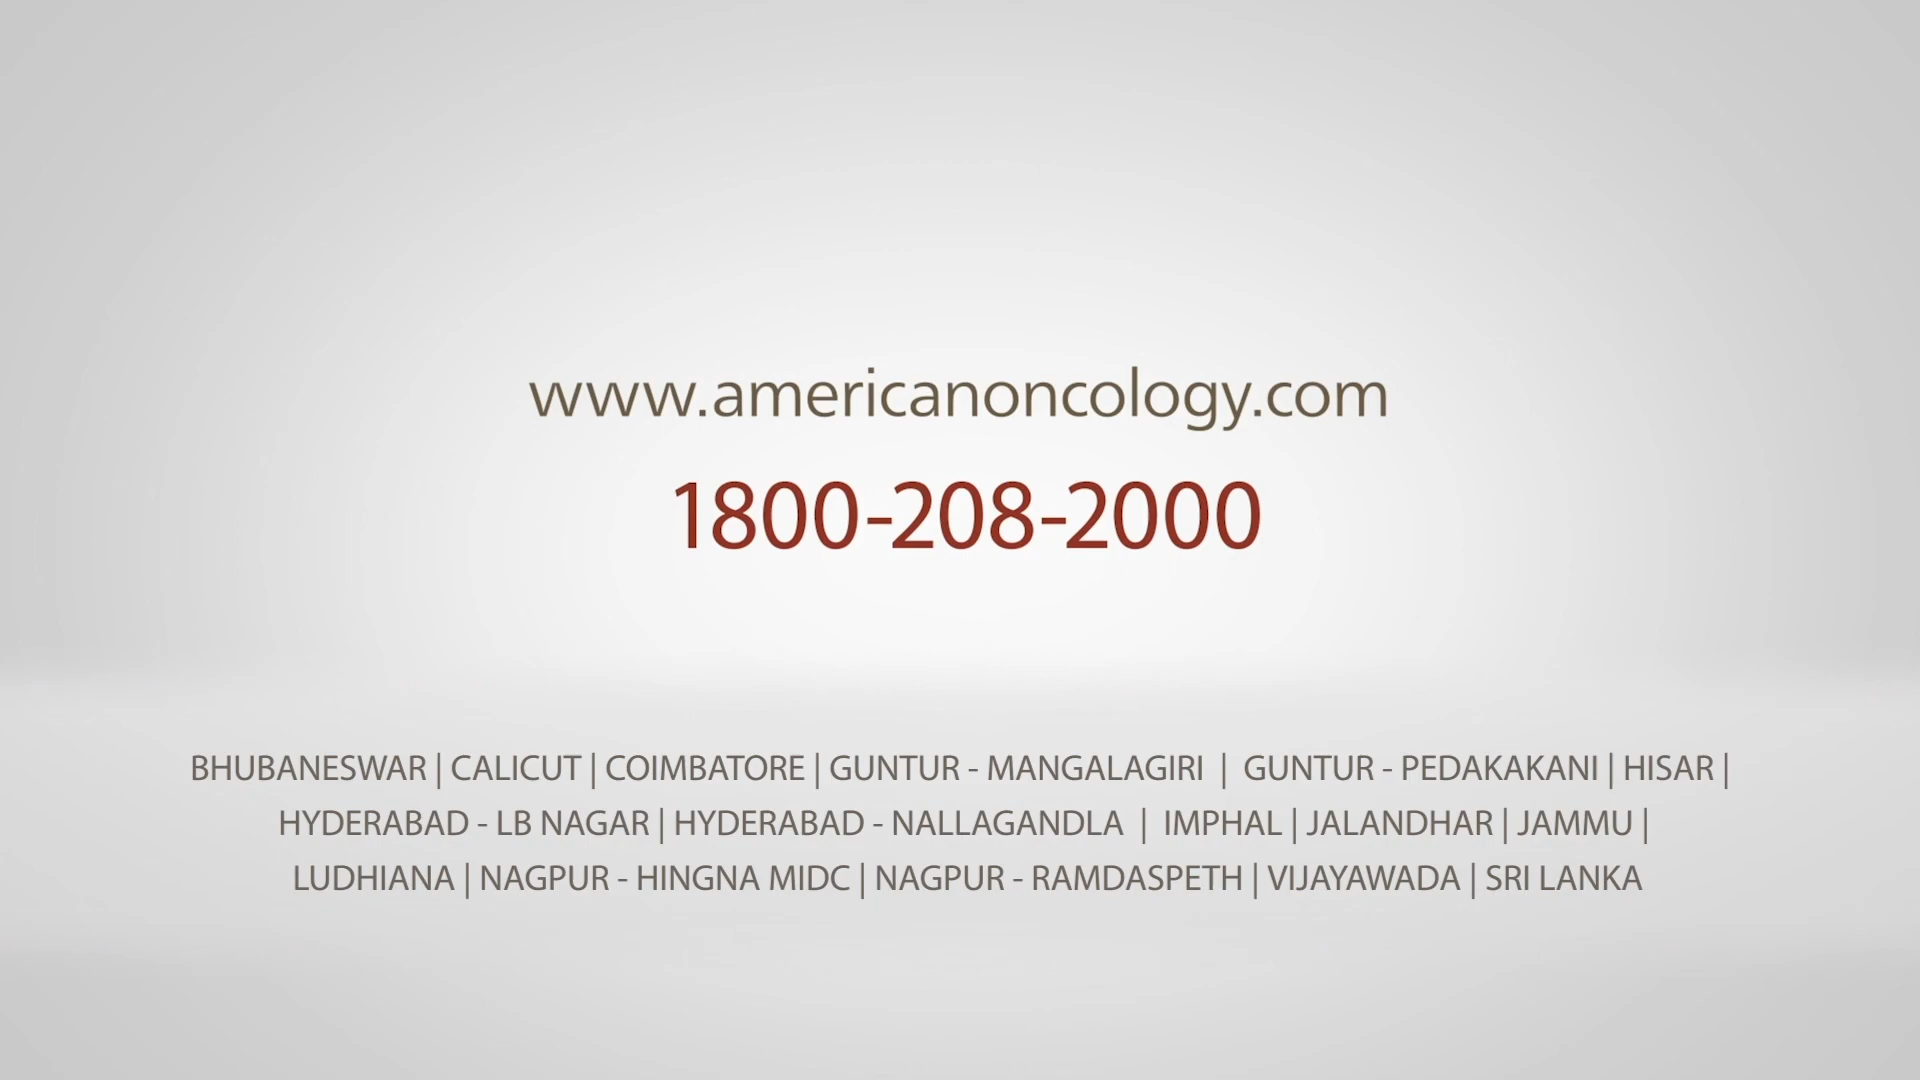 www.americanoncology.com
1800-208-2000
BHUBANESWAR | CALICUT | COIMBATORE | GUNTUR - MANGALAGIRI | GUNTUR - PEDAKAKANI | HISAR |
HYDERABAD - LB NAGAR | HYDERABAD - NALLAGANDLA | IMPHAL | JALANDHAR | JAMMU |
LUDHIANA | NAGPUR - HINGNA MIDC | NAGPUR - RAMDASPETH | VIJAYAWADA | SRI LANKA